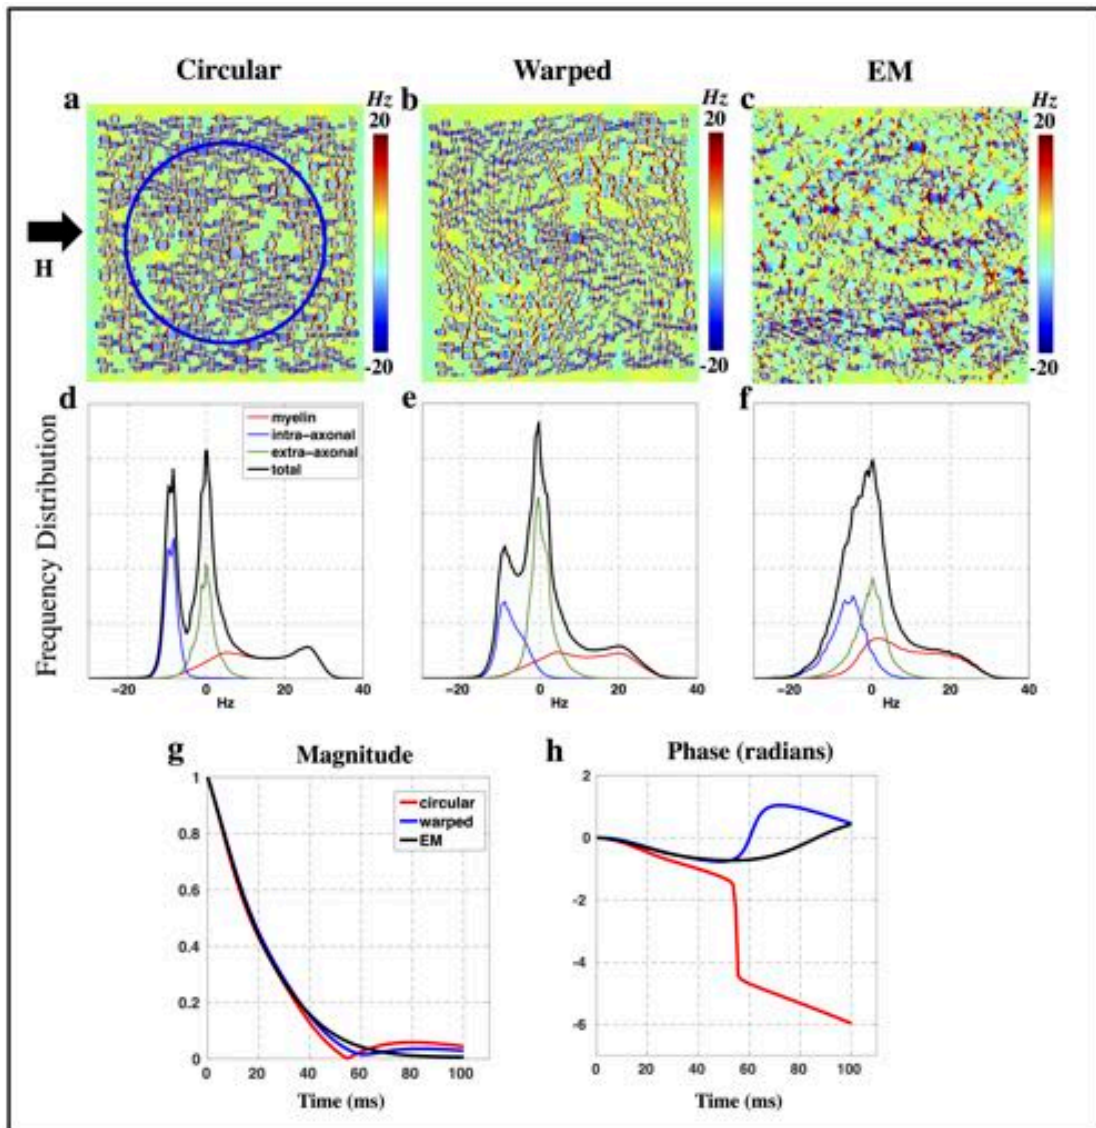 Circular Warped EM
a Hz b Hz c Hz
20 20 20
H
-20 -20 -20
d e f
myelin
intra-axonal
extra-axonal
total
Frequency Distribution
−20 0 20 40 −20 0 20 40 −20 0 20 40
Hz Hz Hz
g Magnitude h Phase (radians)
1 2
circular
warped
EM
0.8 0
0.6 -2
0.4
0.2 -4
0 -6
0 20 40 60 80 100 0 20 40 60 80 100
Time (ms) Time (ms)